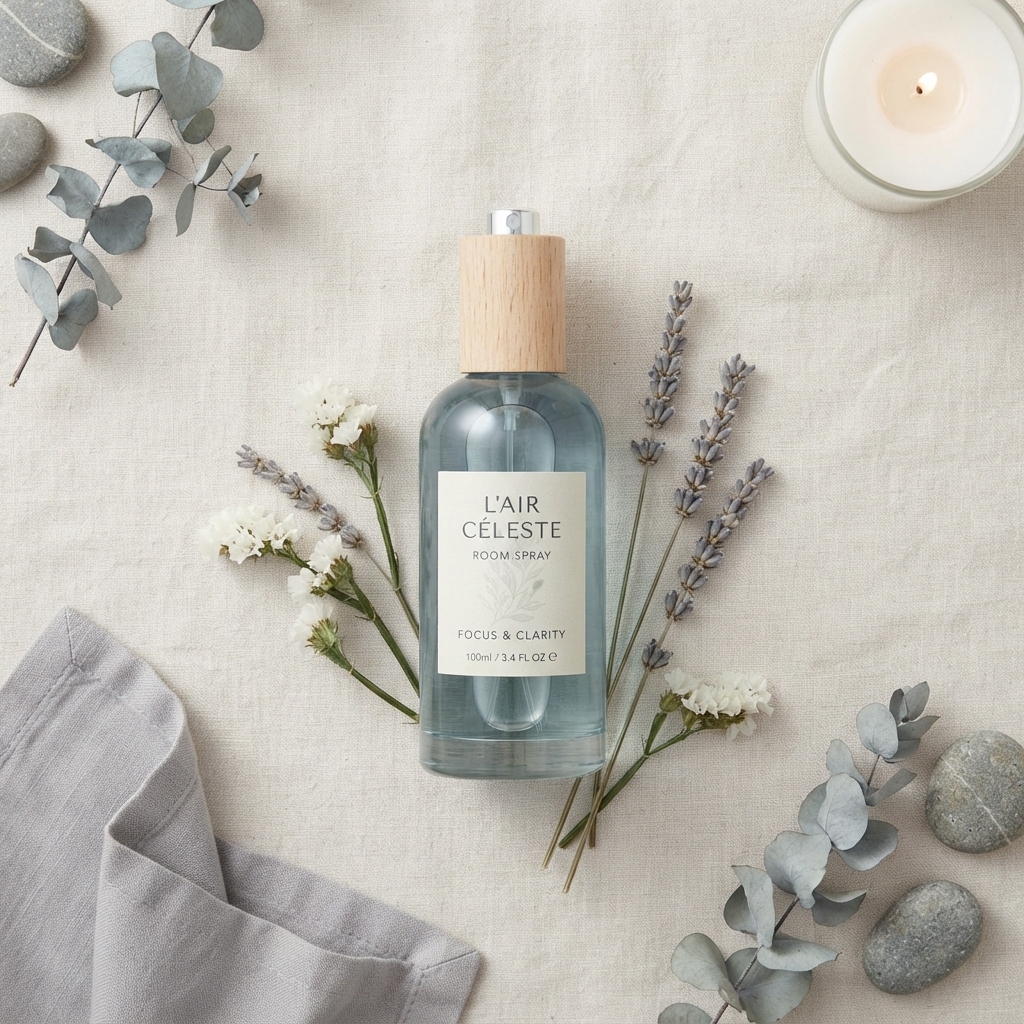 L'AIR
CÉLESTE
ROOM SPRAY
FOCUS & CLARITY
100ml / 3.4 FL OZ ℮